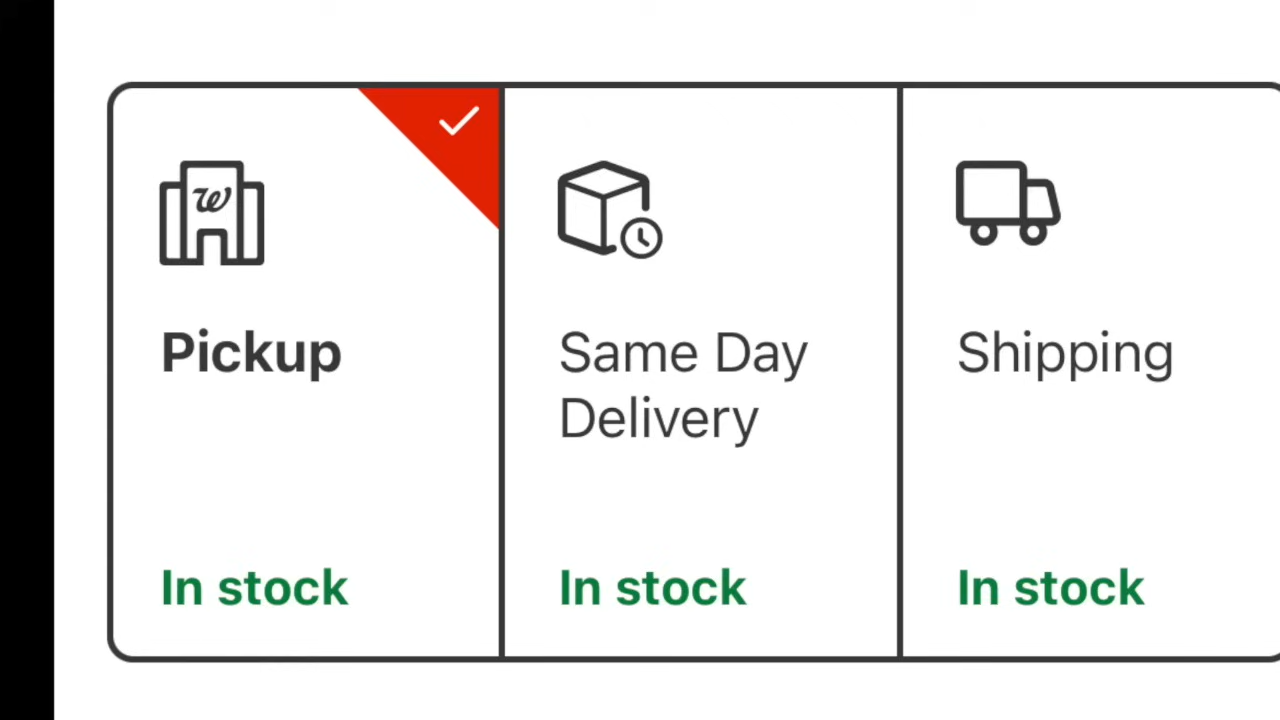 w
Pickup
Same Day
Delivery
Shipping
In stock
In stock
In stock